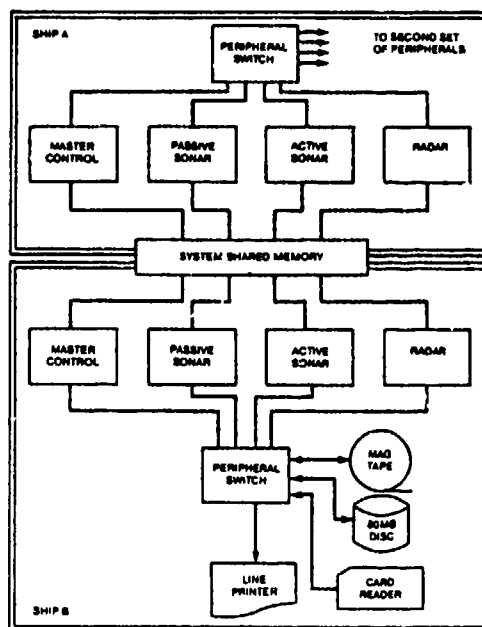 SHIP A
PERIPHERAL
SWITCH
TO SECOND SET
OF PERIPHERALS
MASTER
CONTROL
PASSIVE
SONAR
ACTIVE
SONAR
RADAR
SYSTEM SHARED MEMORY
MASTER
CONTROL
PASSIVE
SONAR
ACTIVE
SONAR
RADAR
PERIPHERAL
SWITCH
MAG
TAPE
80MB
DISC
LINE
PRINTER
CARD
READER
SHIP B